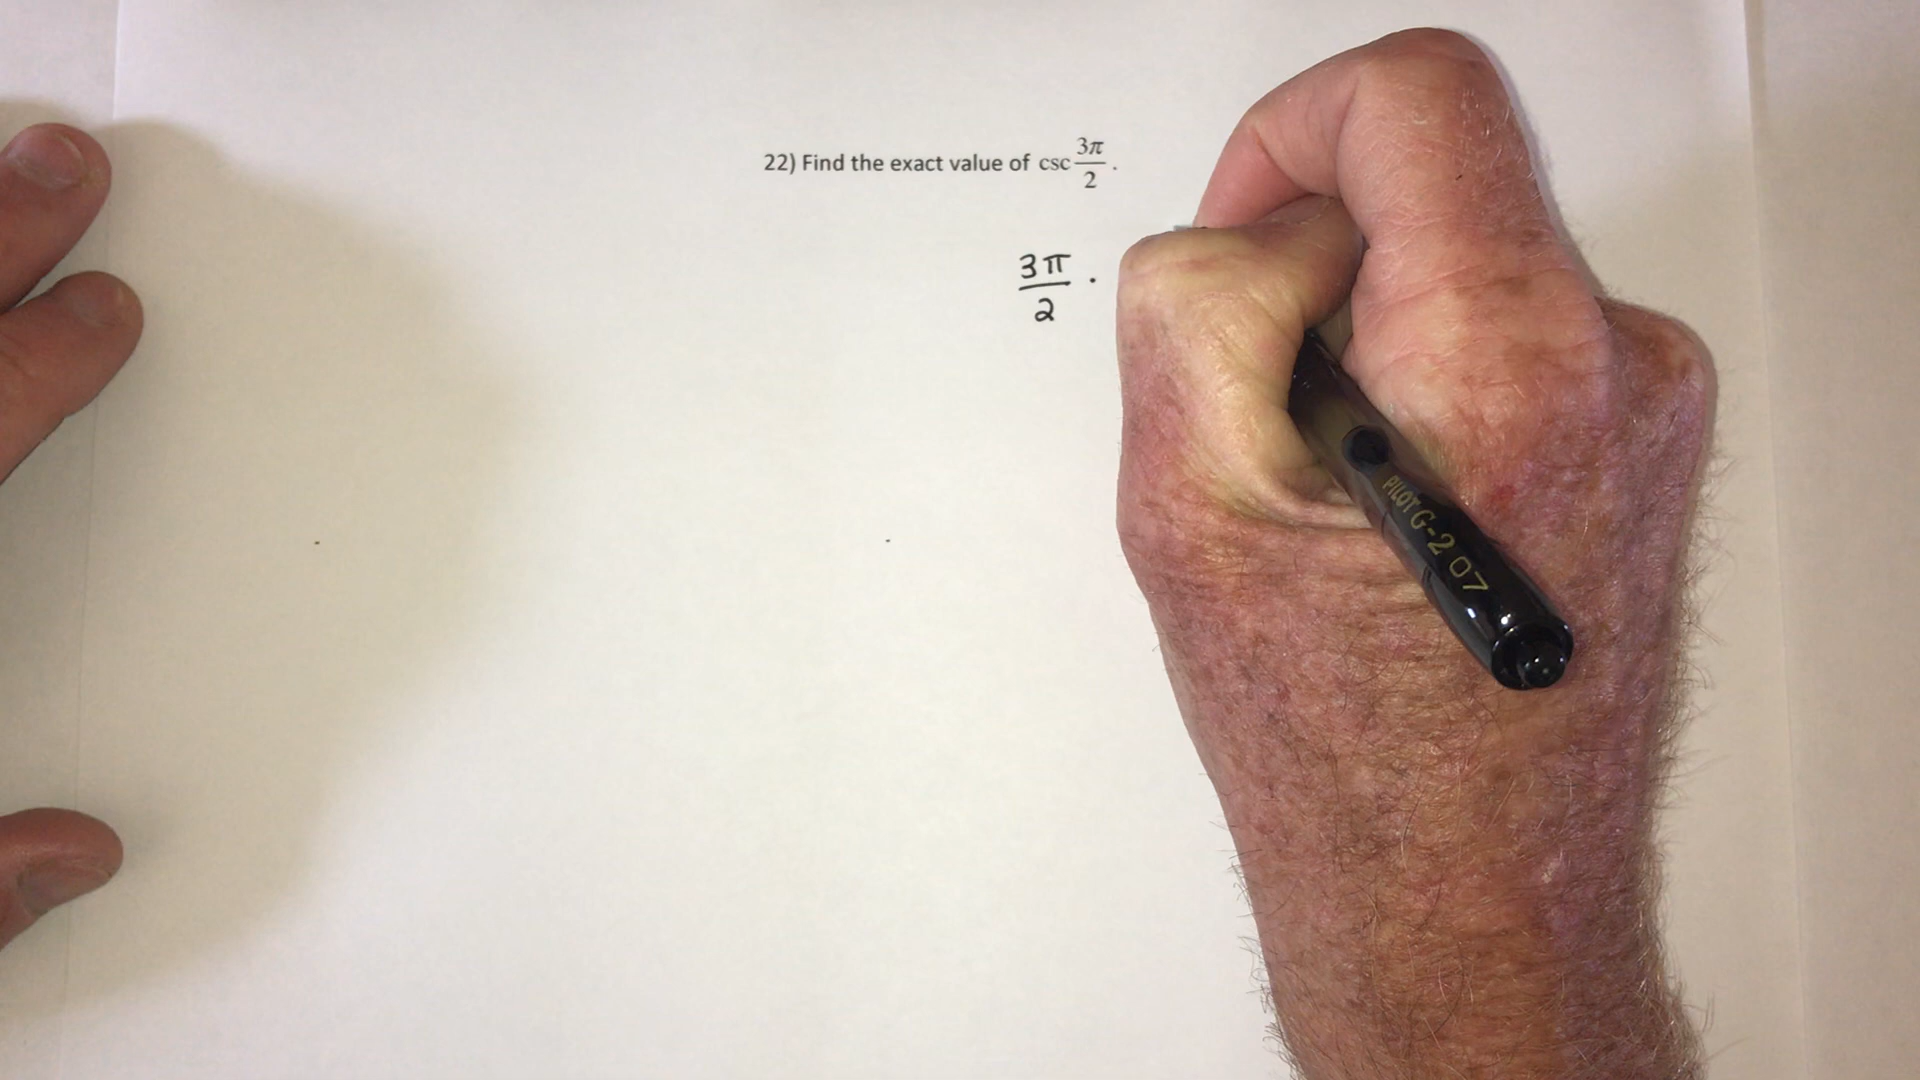 22) Find the exact value of csc 3π/2 .
3π/2 ·
PILOT G-2 07